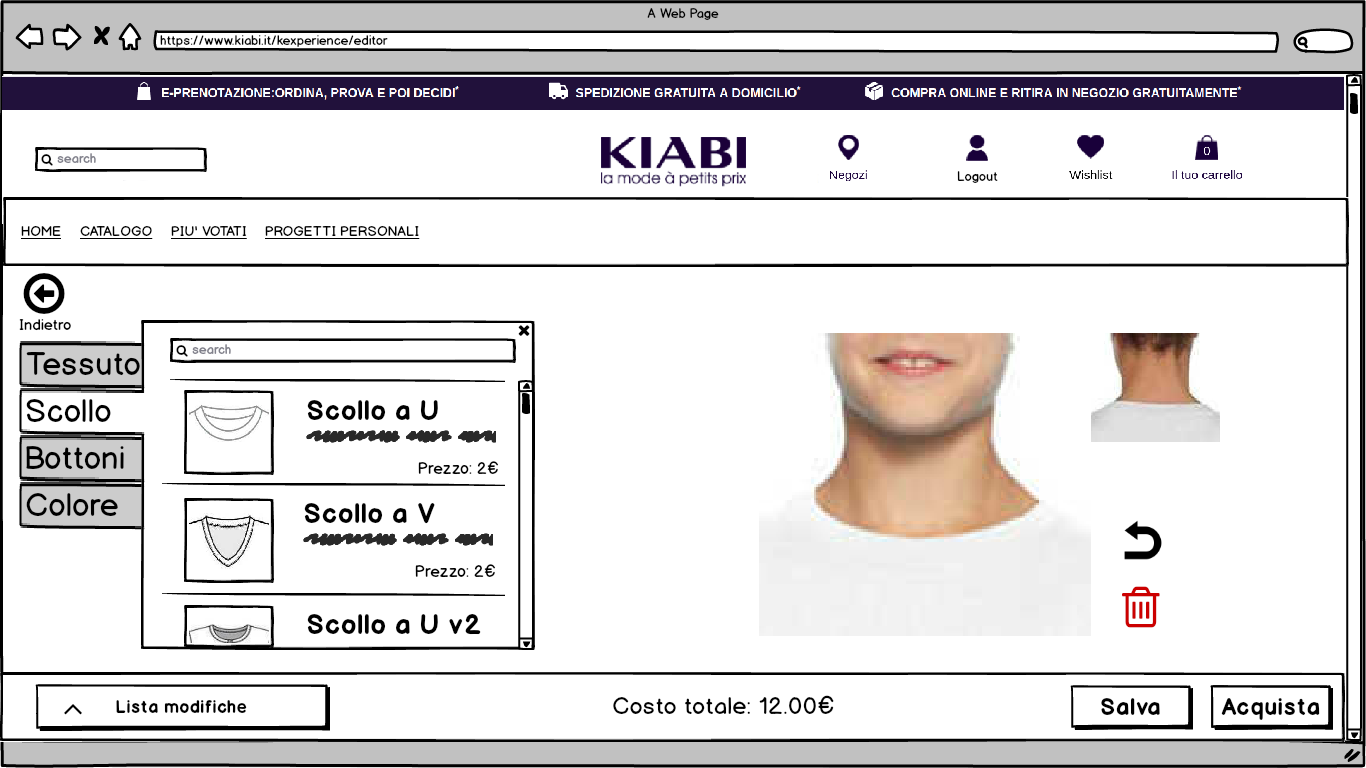 A Web Page
https://www.kiabi.it/kexperience/editor
E-PRENOTAZIONE:ORDINA, PROVA E POI DECIDI*
SPEDIZIONE GRATUITA A DOMICILIO*
COMPRA ONLINE E RITIRA IN NEGOZIO GRATUITAMENTE*
search
KIABI
la mode à petits prix
Negozi
Logout
Wishlist
0
Il tuo carrello
HOME
CATALOGO
PIU' VOTATI
PROGETTI PERSONALI
Indietro
Tessuto
Scollo
Bottoni
Colore
search
Scollo a U
Prezzo: 2€
Scollo a V
Prezzo: 2€
Scollo a U v2
Lista modifiche
Costo totale: 12.00€
Salva
Acquista